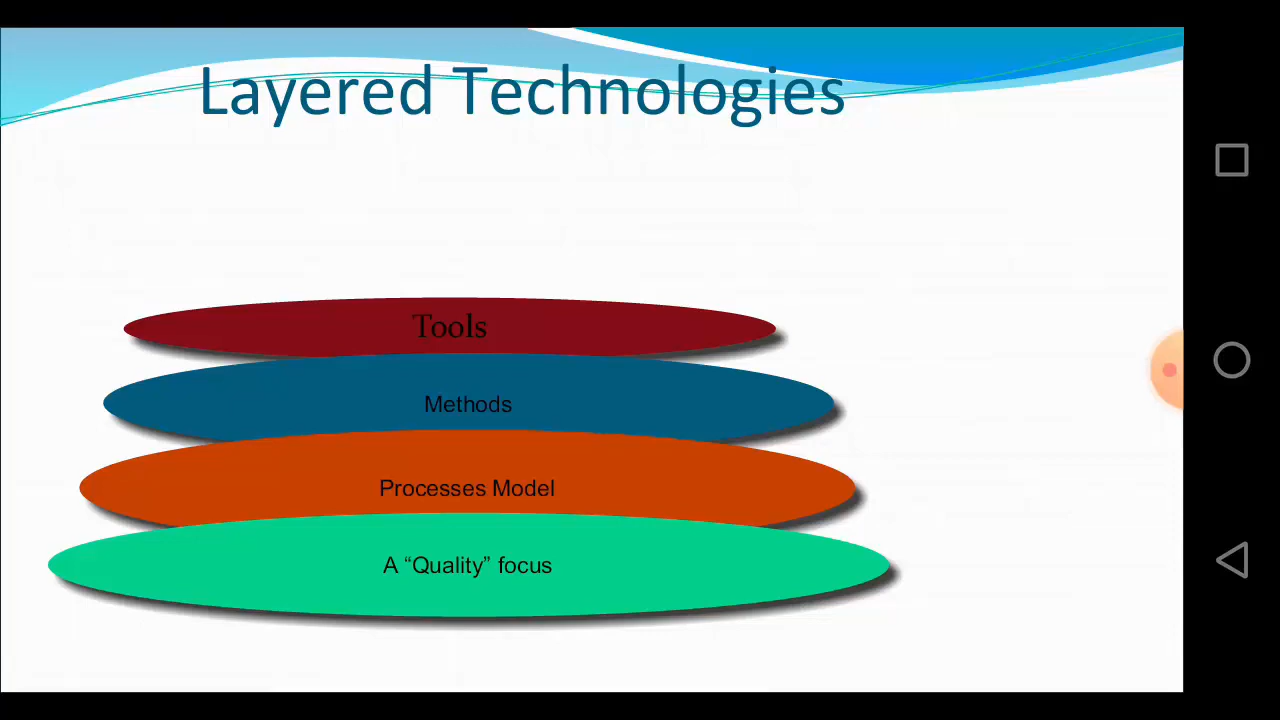 Layered Technologies
Tools
Methods
Processes Model
A “Quality” focus